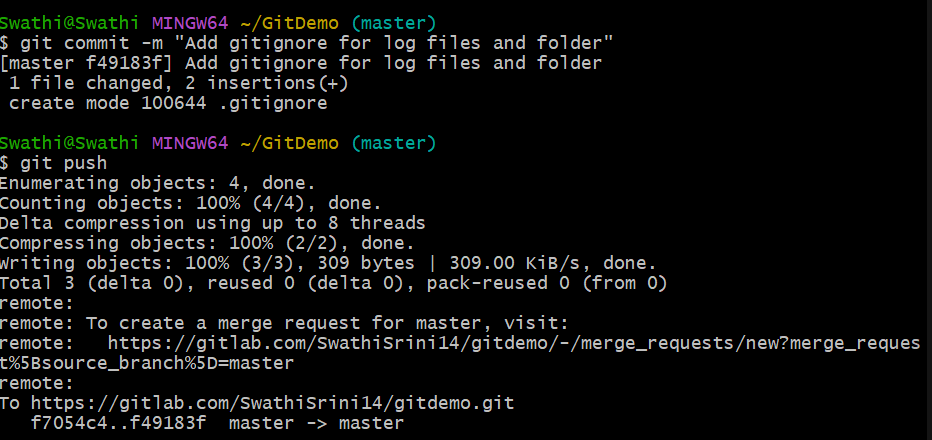 Swathi@Swathi MINGW64 ~/GitDemo (master)
$ git commit -m "Add gitignore for log files and folder"
[master f49183f] Add gitignore for log files and folder
 1 file changed, 2 insertions(+)
 create mode 100644 .gitignore

Swathi@Swathi MINGW64 ~/GitDemo (master)
$ git push
Enumerating objects: 4, done.
Counting objects: 100% (4/4), done.
Delta compression using up to 8 threads
Compressing objects: 100% (2/2), done.
Writing objects: 100% (3/3), 309 bytes | 309.00 KiB/s, done.
Total 3 (delta 0), reused 0 (delta 0), pack-reused 0 (from 0)
remote:
remote: To create a merge request for master, visit:
remote:   https://gitlab.com/SwathiSrini14/gitdemo/-/merge_requests/new?merge_reques
t%5Bsource_branch%5D=master
remote:
To https://gitlab.com/SwathiSrini14/gitdemo.git
   f7054c4..f49183f  master -> master